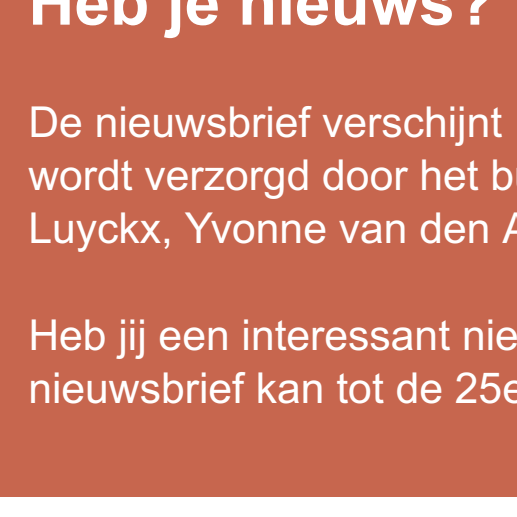 Heb je nieuws?
De nieuwsbrief verschijnt
wordt verzorgd door het
Luyckx, Yvonne van den
Heb jij een interessant
nieuwsbrief kan tot de 25e